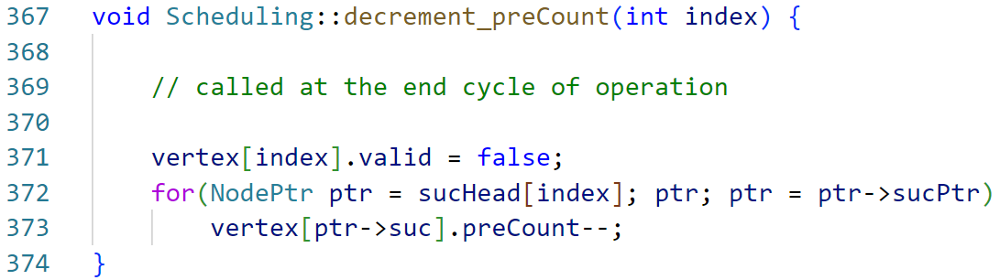 367 void Scheduling::decrement_preCount(int index) {
368
369     // called at the end cycle of operation
370
371     vertex[index].valid = false;
372     for(NodePtr ptr = sucHead[index]; ptr; ptr = ptr->sucPtr)
373         vertex[ptr->suc].preCount--;
374 }